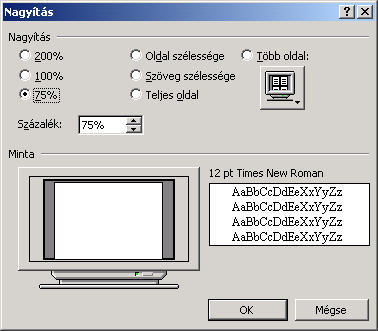 Nagyítás
Nagyítás
200%
Oldal szélessége
Több oldal:
100%
Szöveg szélessége
75%
Teljes oldal
Százalék:
75%
Minta
12 pt Times New Roman
AaBbCcDdEeXxYyZz
AaBbCcDdEeXxYyZz
AaBbCcDdEeXxYyZz
AaBbCcDdEeXxYyZz
OK
Mégse